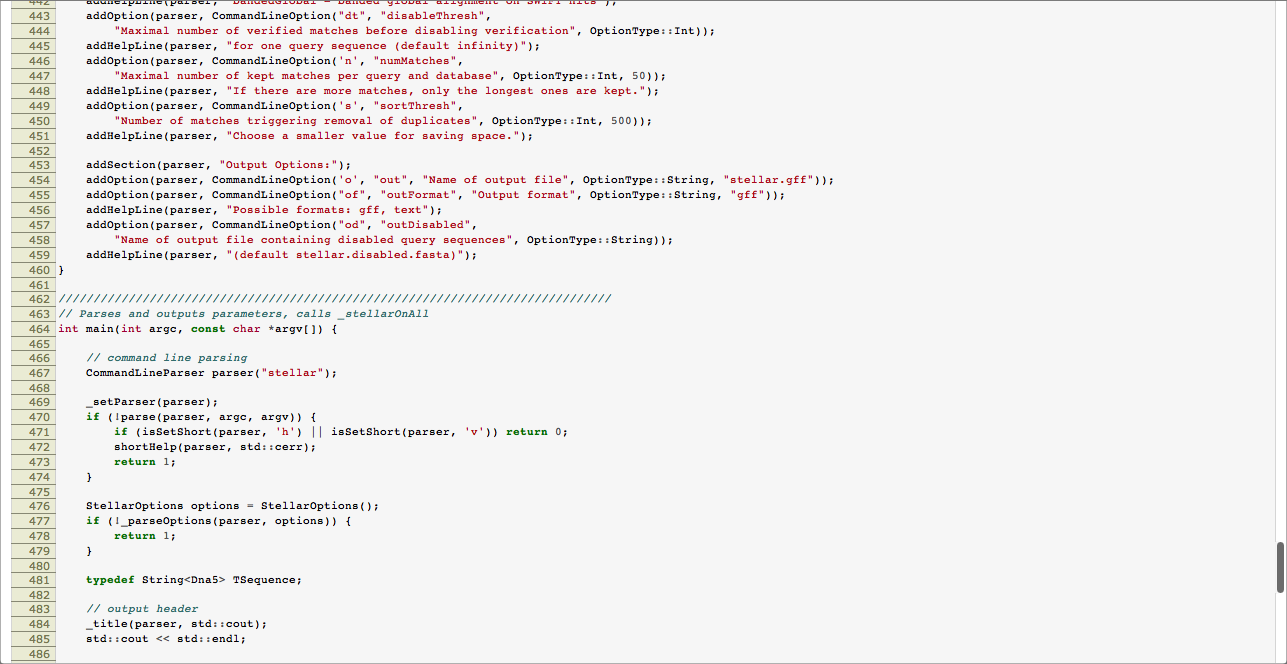 442     addHelpLine(parser, "bandedGlobal = banded global alignment on SWIFT hits");
443     addOption(parser, CommandLineOption("dt", "disableThresh",
444         "Maximal number of verified matches before disabling verification", OptionType::Int));
445     addHelpLine(parser, "for one query sequence (default infinity)");
446     addOption(parser, CommandLineOption('n', "numMatches",
447         "Maximal number of kept matches per query and database", OptionType::Int, 50));
448     addHelpLine(parser, "If there are more matches, only the longest ones are kept.");
449     addOption(parser, CommandLineOption('s', "sortThresh",
450         "Number of matches triggering removal of duplicates", OptionType::Int, 500));
451     addHelpLine(parser, "Choose a smaller value for saving space.");
452
453     addSection(parser, "Output Options:");
454     addOption(parser, CommandLineOption('o', "out", "Name of output file", OptionType::String, "stellar.gff"));
455     addOption(parser, CommandLineOption("of", "outFormat", "Output format", OptionType::String, "gff"));
456     addHelpLine(parser, "Possible formats: gff, text");
457     addOption(parser, CommandLineOption("od", "outDisabled",
458         "Name of output file containing disabled query sequences", OptionType::String));
459     addHelpLine(parser, "(default stellar.disabled.fasta)");
460 }
461
462 ///////////////////////////////////////////////////////////////////////////////
463 // Parses and outputs parameters, calls _stellarOnAll
464 int main(int argc, const char *argv[]) {
465
466     // command line parsing
467     CommandLineParser parser("stellar");
468
469     _setParser(parser);
470     if (!parse(parser, argc, argv)) {
471         if (isSetShort(parser, 'h') || isSetShort(parser, 'v')) return 0;
472         shortHelp(parser, std::cerr);
473         return 1;
474     }
475
476     StellarOptions options = StellarOptions();
477     if (!_parseOptions(parser, options)) {
478         return 1;
479     }
480
481     typedef String<Dna5> TSequence;
482
483     // output header
484     _title(parser, std::cout);
485     std::cout << std::endl;
486